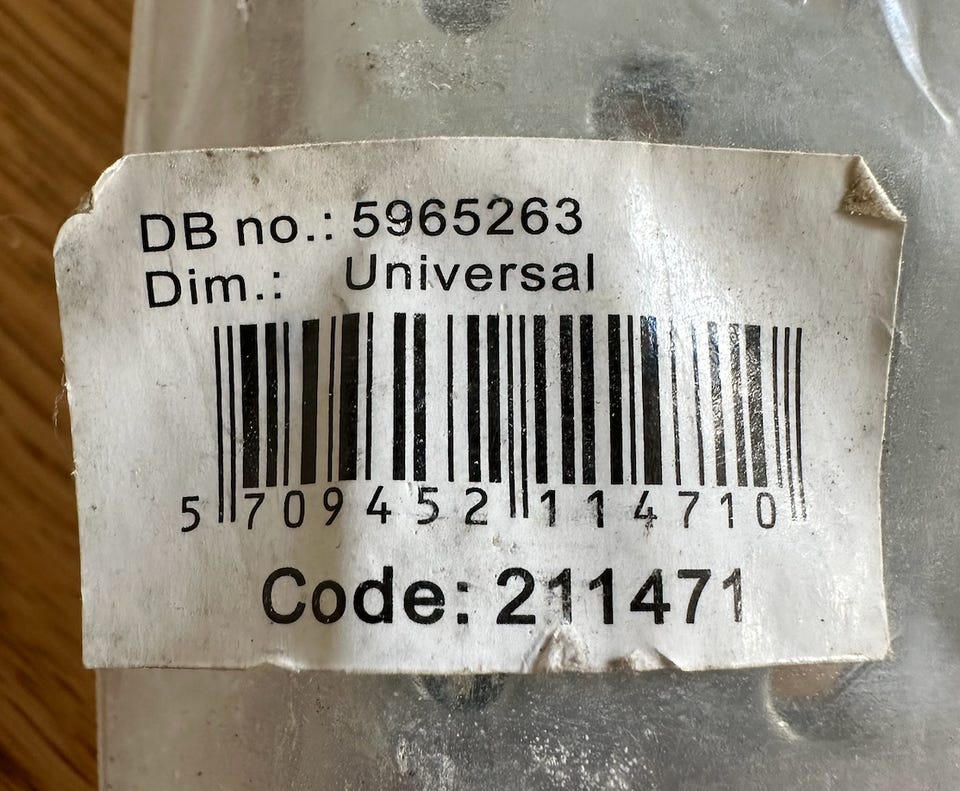 DB no.: 5965263
Dim.: Universal
5 709452 114710
Code: 211471